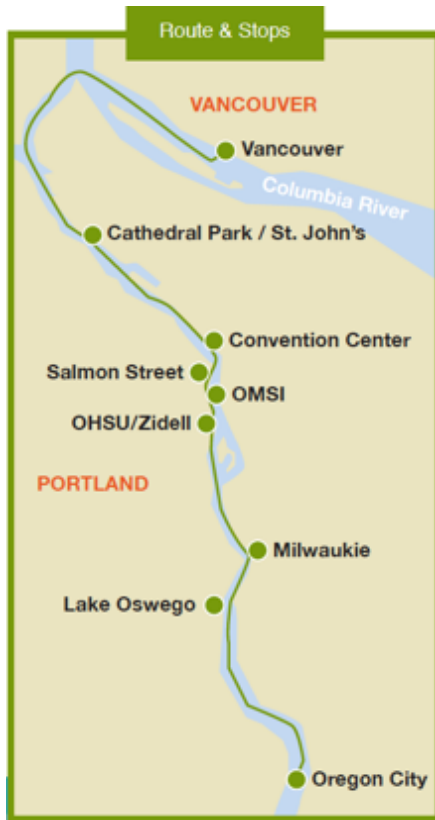 Route & Stops
VANCOUVER
Vancouver
Columbia River
Cathedral Park / St. John's
Convention Center
Salmon Street
OMSI
OHSU/Zidell
PORTLAND
Milwaukie
Lake Oswego
Oregon City